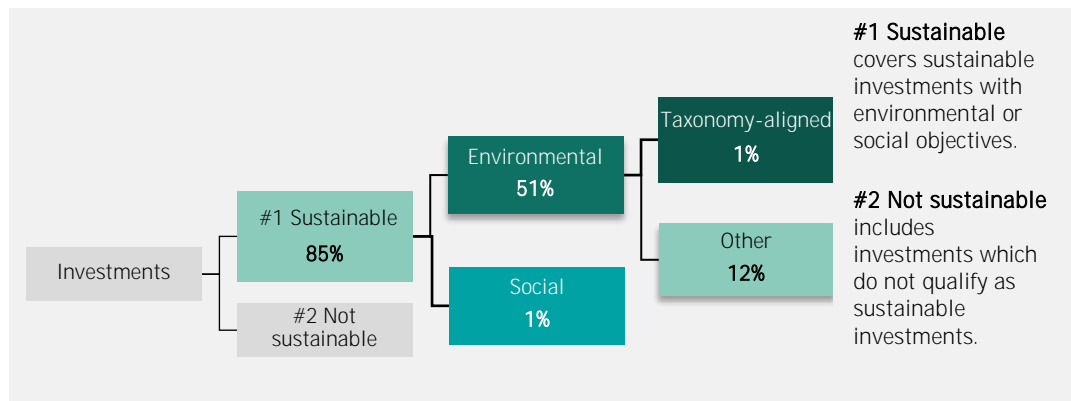 Investments
#1 Sustainable
85%
#2 Not
sustainable
Environmental
51%
Social
1%
Taxonomy-aligned
1%
Other
12%
#1 Sustainable
covers sustainable
investments with
environmental or
social objectives.
#2 Not sustainable
includes
investments which
do not qualify as
sustainable
investments.